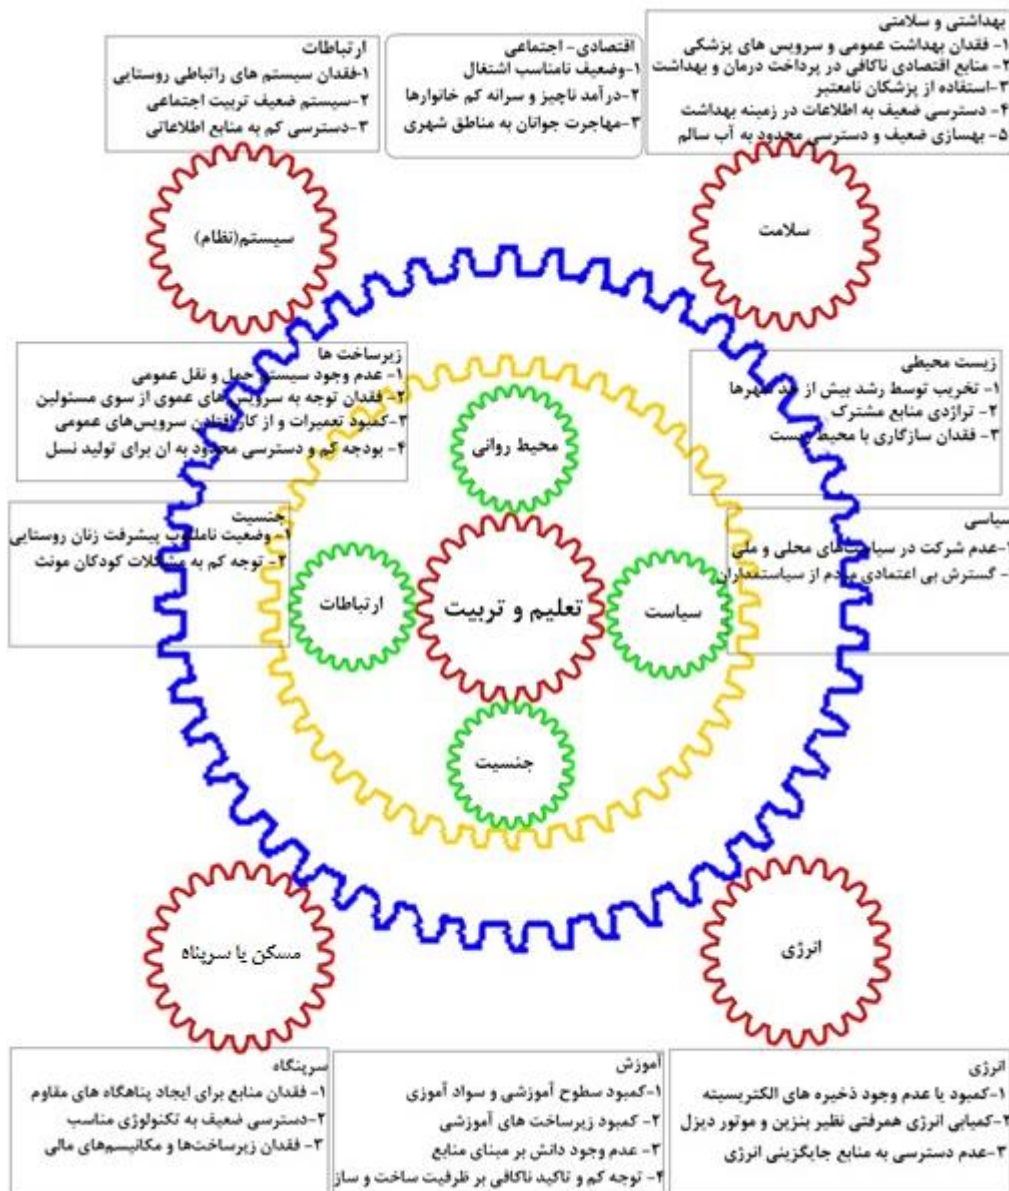 بهداشتی و سلامتی
۱- فقدان بهداشت عمومی و سرویس های پزشکی
۲- منابع اقتصادی ناکافی در پرداخت درمان و بهداشت
۳-استفاده از پزشکان نامعتبر
۴- دسترسی ضعیف به اطلاعات در زمینه بهداشت
۵- بهسازی ضعیف و دسترسی محدود به آب سالم
اقتصادی- اجتماعی
۱-وضعیف نامناسب اشتغال
۲-درآمد ناچیز و سرانه کم خانوارها
۳-مهاجرت جوانان به مناطق شهری
ارتباطات
۱-فقدان سیستم های راتباطی روستایی
۲-سیستم ضعیف تربیت اجتماعی
۳-دسترسی کم به منابع اطلاعاتی
سلامت
سیستم(نظام)
زیست محیطی
۱- تخریب توسط رشد بیش از حد شهرها
۲- تراژدی منابع مشترک
۳- فقدان سازگاری با محیط زیست
زیرساخت ها
۱- عدم وجود سیستم حمل و نقل عمومی
۲- فقدان توجه به سرویس های عموی از سوی مسئولین
۳-کمبود تعمیرات و از کار افتادن سرویس‌های عمومی
۴- بودجه کم و دسترسی محدود به ان برای تولید نسل
محیط روانی
سیاسی
۱-عدم شرکت در سیاست‌های محلی و ملی
- گسترش بی اعتمادی مردم از سیاستمداران
جنسیت
۱- وضعیت نامطلوب پیشرفت زنان روستایی
۲- توجه کم به مشکلات کودکان مونث
سیاست
تعلیم و تربیت
ارتباطات
جنسیت
انرژی
مسکن یا سرپناه
انرژی
۱-کمبود یا عدم وجود ذخیره های الکتریسیته
۲-کمیابی انرژی همرفتی نظیر بنزین و موتور دیزل
۳-عدم دسترسی به منابع جایگزینی انرژی
آموزش
۱-کمبود سطوح آموزشی و سواد آموزی
۲- کمبود زیرساخت های آموزشی
۳- عدم وجود دانش بر مبنای منابع
۴- توجه کم و تاکید ناکافی بر ظرفیت ساخت و ساز
سرپنگاه
۱- فقدان منابع برای ایجاد پناهگاه های مقاوم
۲-دسترسی ضعیف به تکنولوژی مناسب
۳- فقدان زیرساخت‌ها و مکانیسم‌های مالی